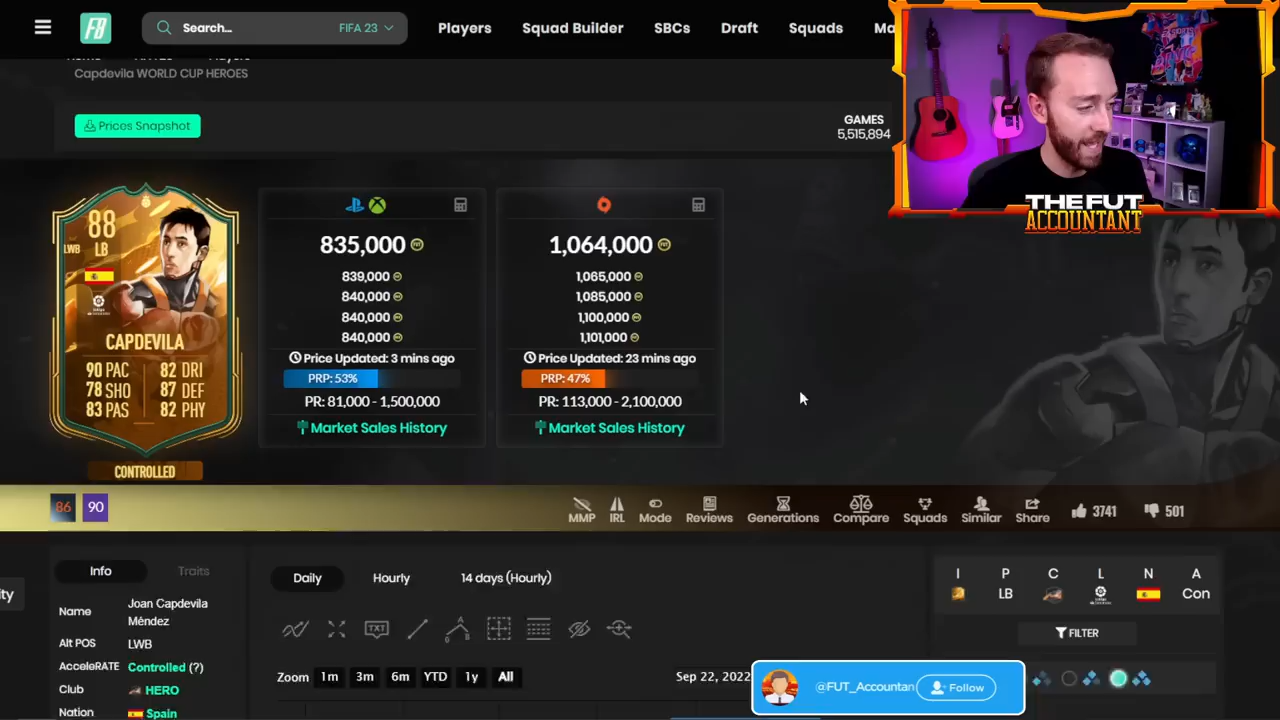 FB
Search...
FIFA 23
Players
Squad Builder
SBCs
Draft
Squads
Capdevila WORLD CUP HEROES
Prices Snapshot
GAMES
5,515,894
THE FUT
ACCOUNTANT
88
LWB LB
CAPDEVILA
90 PAC 82 DRI
78 SHO 87 DEF
83 PAS 82 PHY
CONTROLLED
835,000
839,000
840,000
840,000
840,000
Price Updated: 3 mins ago
PRP: 53%
PR: 81,000 - 1,500,000
Market Sales History
1,064,000
1,065,000
1,085,000
1,100,000
1,101,000
Price Updated: 23 mins ago
PRP: 47%
PR: 113,000 - 2,100,000
Market Sales History
86 90
MMP IRL Mode Reviews Generations Compare Squads Similar Share 3741 501
Info Traits
Name Joan Capdevila
Méndez
Alt POS LWB
AcceleRATE Controlled (?)
Club HERO
Nation Spain
Daily Hourly 14 days (Hourly)
TXT
Zoom 1m 3m 6m YTD 1y All
Sep 22, 2022
@FUT_Accountan Follow
I P C L N A
LB Con
FILTER